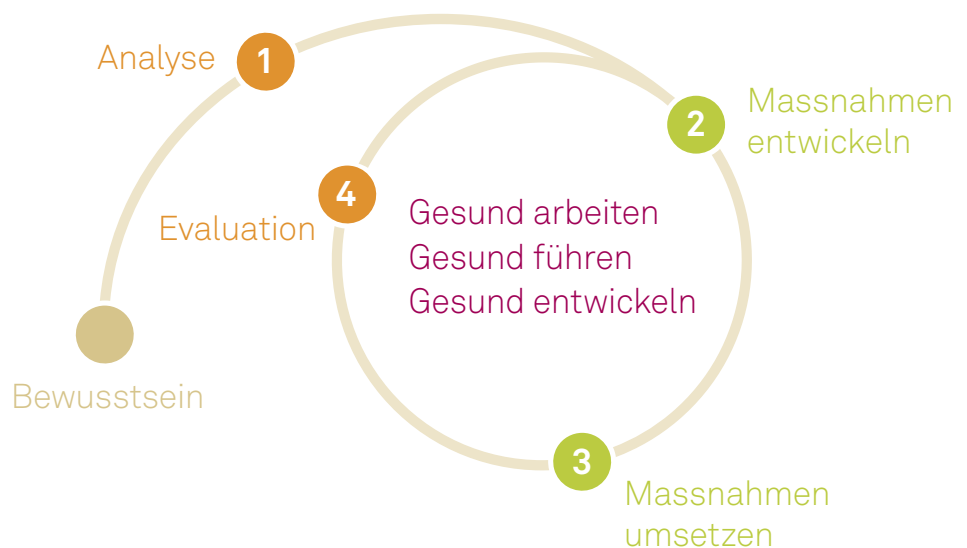 Analyse
1
2
Massnahmen
entwickeln
4
Evaluation
Gesund arbeiten
Gesund führen
Gesund entwickeln
Bewusstsein
3
Massnahmen
umsetzen